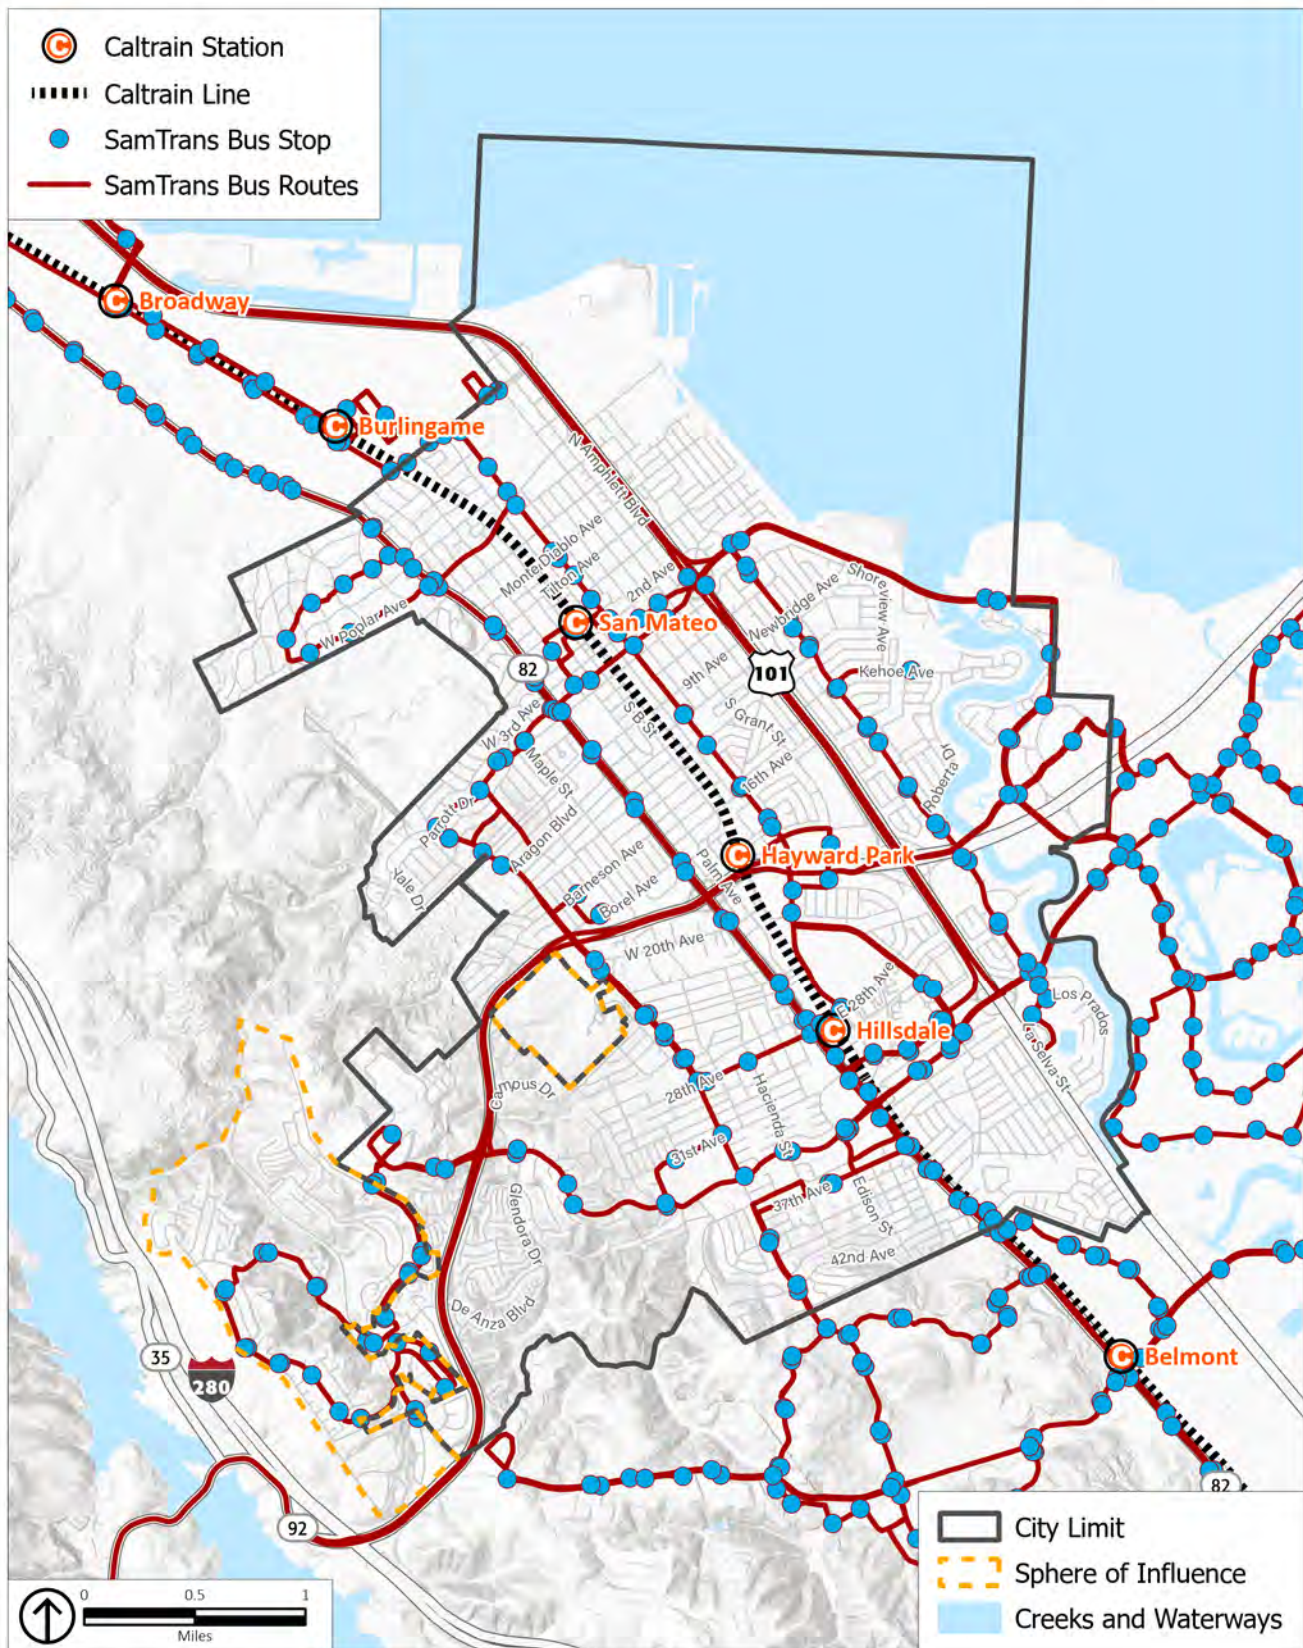 Caltrain Station
Caltrain Line
SamTrans Bus Stop
SamTrans Bus Routes
Broadway
Burlingame
N Amphlett Blvd
Monte Diablo Ave
Tilton Ave
2nd Ave
Shoreview Ave
Newbridge Ave
W Poplar Ave
San Mateo
82
9th Ave
101
Kehoe Ave
S B St
S Grant St
W 3rd Ave
Maple St
16th Ave
Roberta Dr
Parrott Dr
Aragon Blvd
Hayward Park
Yale Dr
Barneson Ave
Palm Ave
Borel Ave
W 20th Ave
E 28th Ave
Los Prados
Hillsdale
La Selva St
Campus Dr
28th Ave
Hacienda St
31st Ave
Glendora Dr
37th Ave
Edison St
42nd Ave
De Anza Blvd
35
280
Belmont
82
92
City Limit
Sphere of Influence
Creeks and Waterways
0 0.5 1
Miles